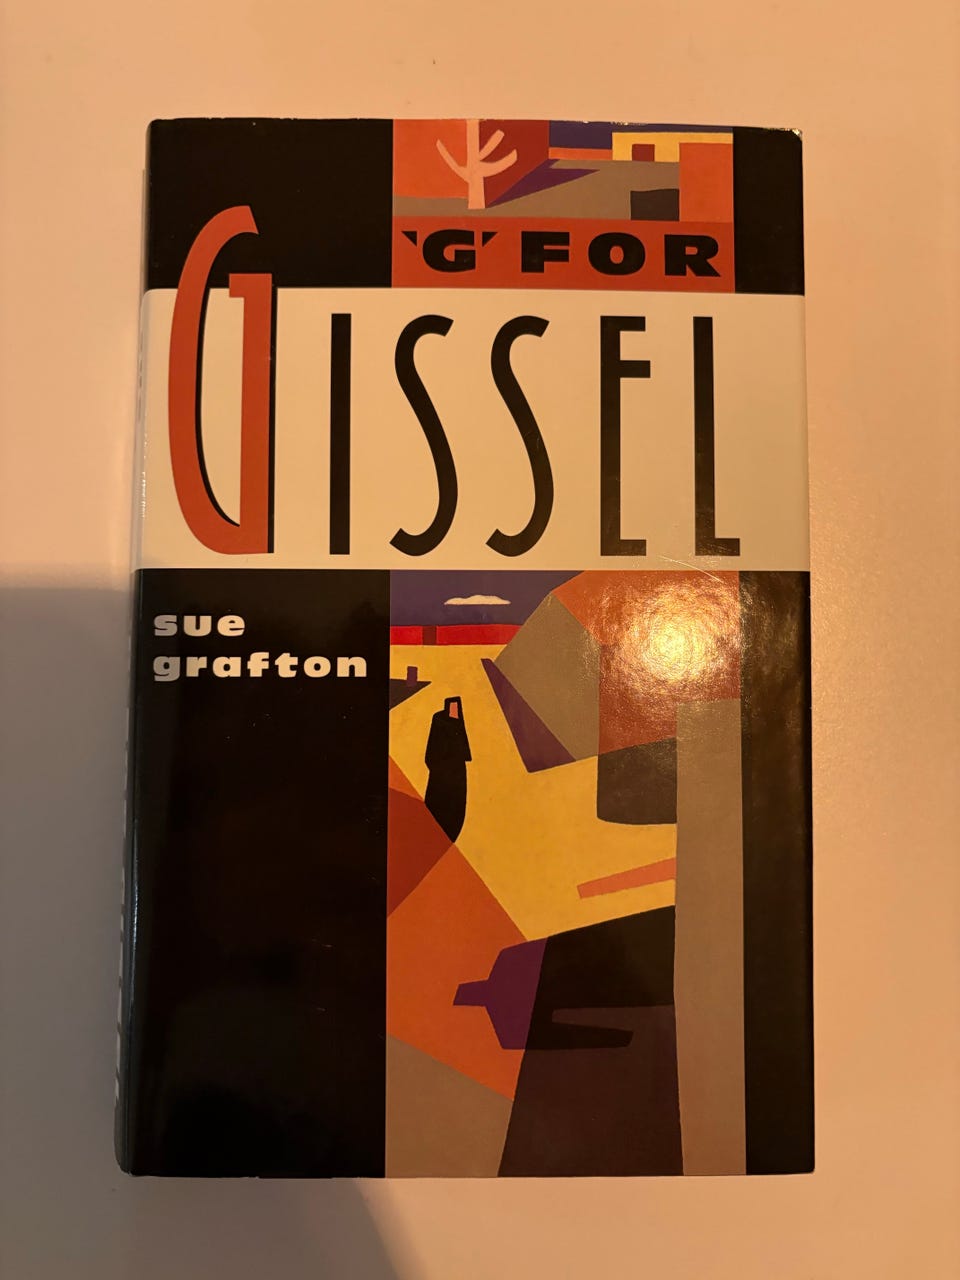 'G' FOR
GISSEL
sue
grafton